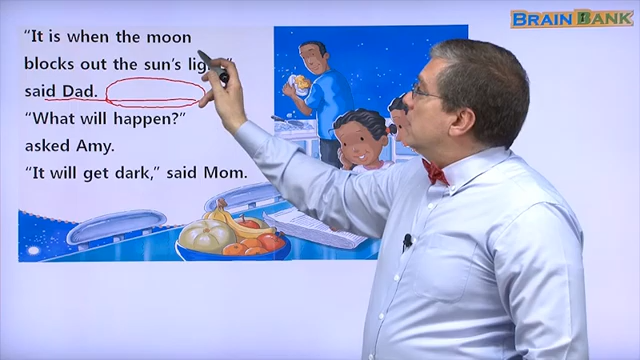 BRAIN BANK
"It is when the moon
blocks out the sun's
said Dad.
"What will happen?"
asked Amy.
"It will get dark," said Mom.